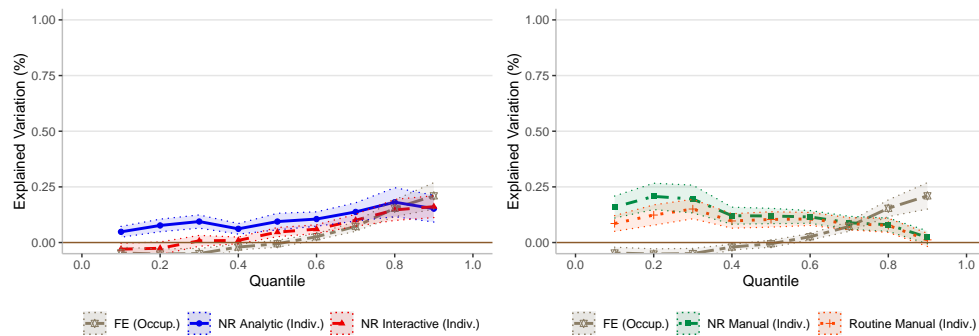 1.00
0.75
0.50
0.25
0.00
Explained Variation (%)
0.0 0.2 0.4 0.6 0.8 1.0
Quantile
FE (Occup.) NR Analytic (Indiv.) NR Interactive (Indiv.)
1.00
0.75
0.50
0.25
0.00
Explained Variation (%)
0.0 0.2 0.4 0.6 0.8 1.0
Quantile
FE (Occup.) NR Manual (Indiv.) Routine Manual (Indiv.)